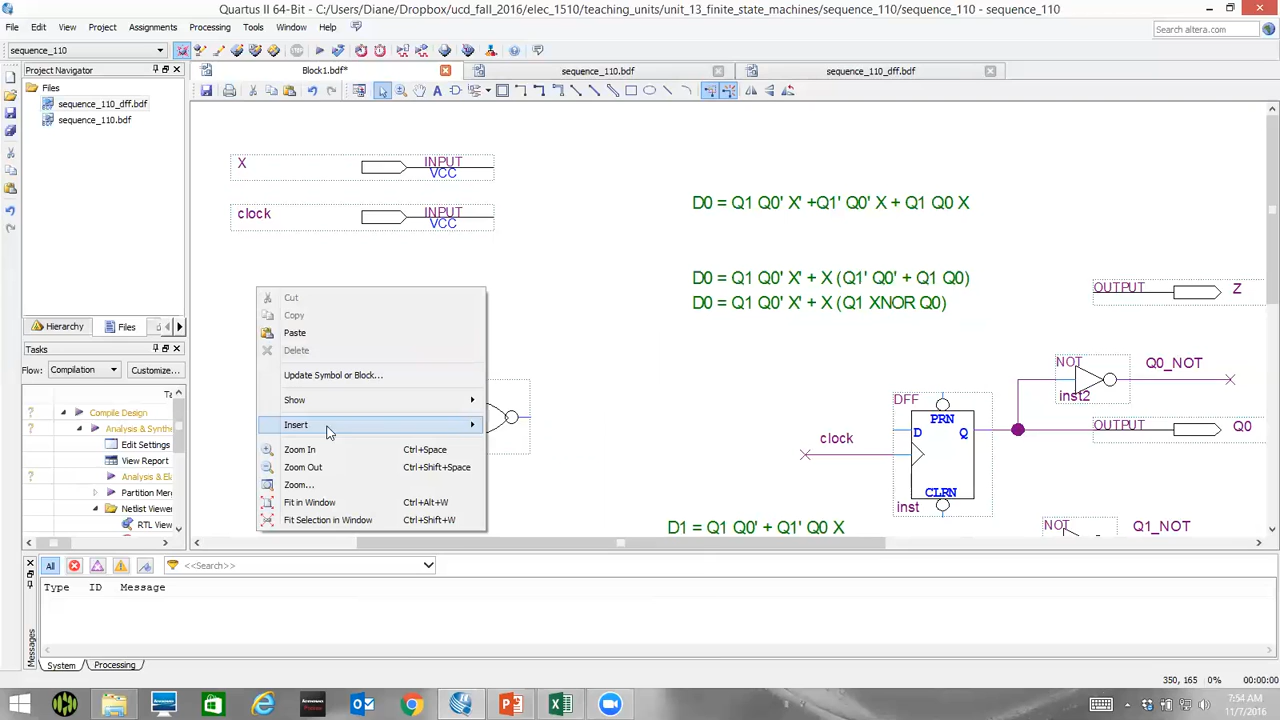 Quartus II 64-Bit - C:/Users/Diane/Dropbox/ucd_fall_2016/elec_1510/teaching_units/unit_13_finite_state_machines/sequence_110/sequence_110 - sequence_110
File Edit View Project Assignments Processing Tools Window Help
Search altera.com
sequence_110
Project Navigator
Block1.bdf*
sequence_110.bdf
sequence_110_dff.bdf
Files
sequence_110_dff.bdf
sequence_110.bdf
X INPUT
VCC
clock INPUT
VCC
D0 = Q1 Q0' X' +Q1' Q0' X + Q1 Q0 X
D0 = Q1 Q0' X' + X (Q1' Q0' + Q1 Q0)
D0 = Q1 Q0' X' + X (Q1 XNOR Q0)
OUTPUT Z
Cut
Copy
Paste
Delete
Update Symbol or Block...
Show
Insert
Zoom In Ctrl+Space
Zoom Out Ctrl+Shift+Space
Zoom...
Fit in Window Ctrl+Alt+W
Fit Selection in Window Ctrl+Shift+W
NOT Q0_NOT
inst2
DFF
PRN
D Q
CLRN
inst
clock
OUTPUT Q0
D1 = Q1 Q0' + Q1' Q0 X
NOT Q1_NOT
Hierarchy Files
Tasks
Flow: Compilation Customize...
Compile Design
Analysis & Synthe
Edit Settings
View Report
Analysis & El
Partition Merg
Netlist Viewer
RTL View
All <<Search>>
Type ID Message
Messages
System Processing
350, 165 0% 00:00:00
7:54 AM
11/7/2016